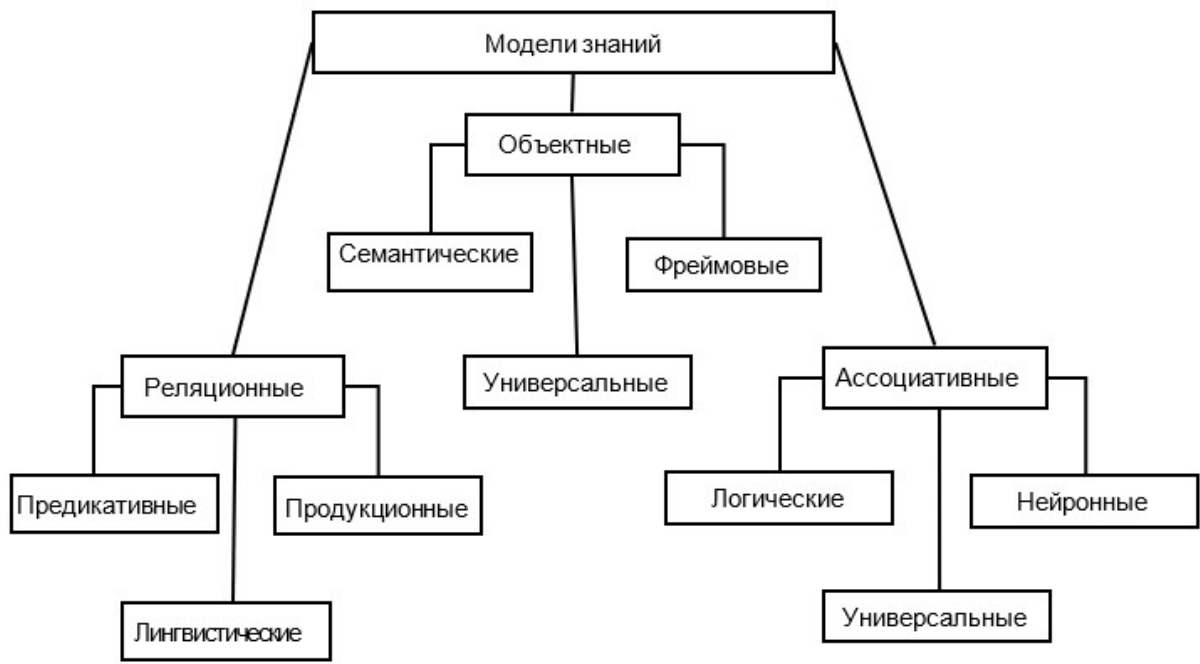 Модели знаний
Объектные
Семантические
Фреймовые
Универсальные
Реляционные
Ассоциативные
Предикативные
Продукционные
Логические
Нейронные
Лингвистические
Универсальные